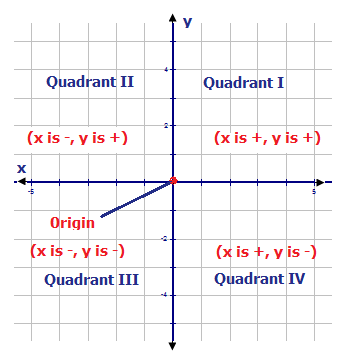 y
4
Quadrant II Quadrant I
2
(x is -, y is +) (x is +, y is +)
x
-5 5
Origin
-2
(x is -, y is -) (x is +, y is -)
Quadrant III Quadrant IV
-4